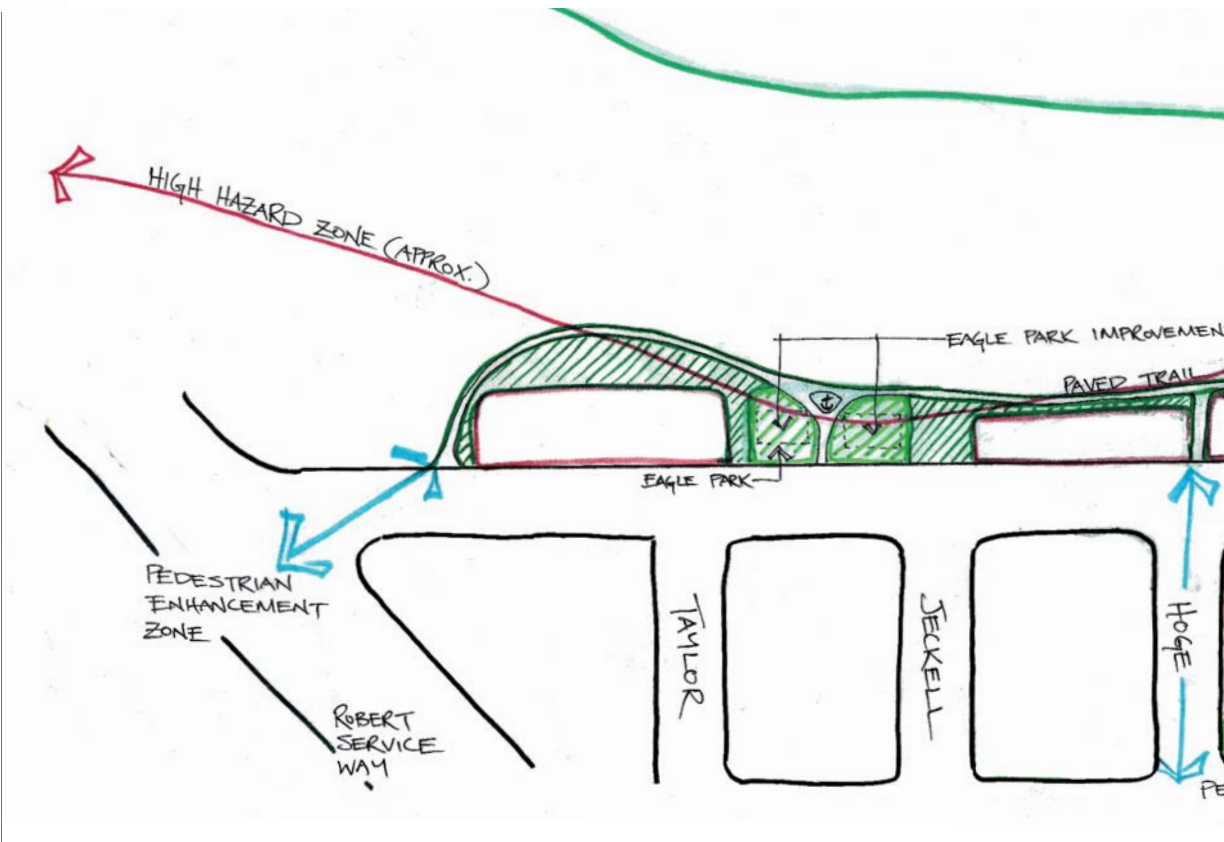 HIGH HAZARD ZONE (APPROX.)
EAGLE PARK IMPROVEMEN
PAVED TRAIL
EAGLE PARK
PEDESTRIAN
ENHANCEMENT
ZONE
TAYLOR
JECKELL
HOGE
ROBERT
SERVICE
WAY
PE